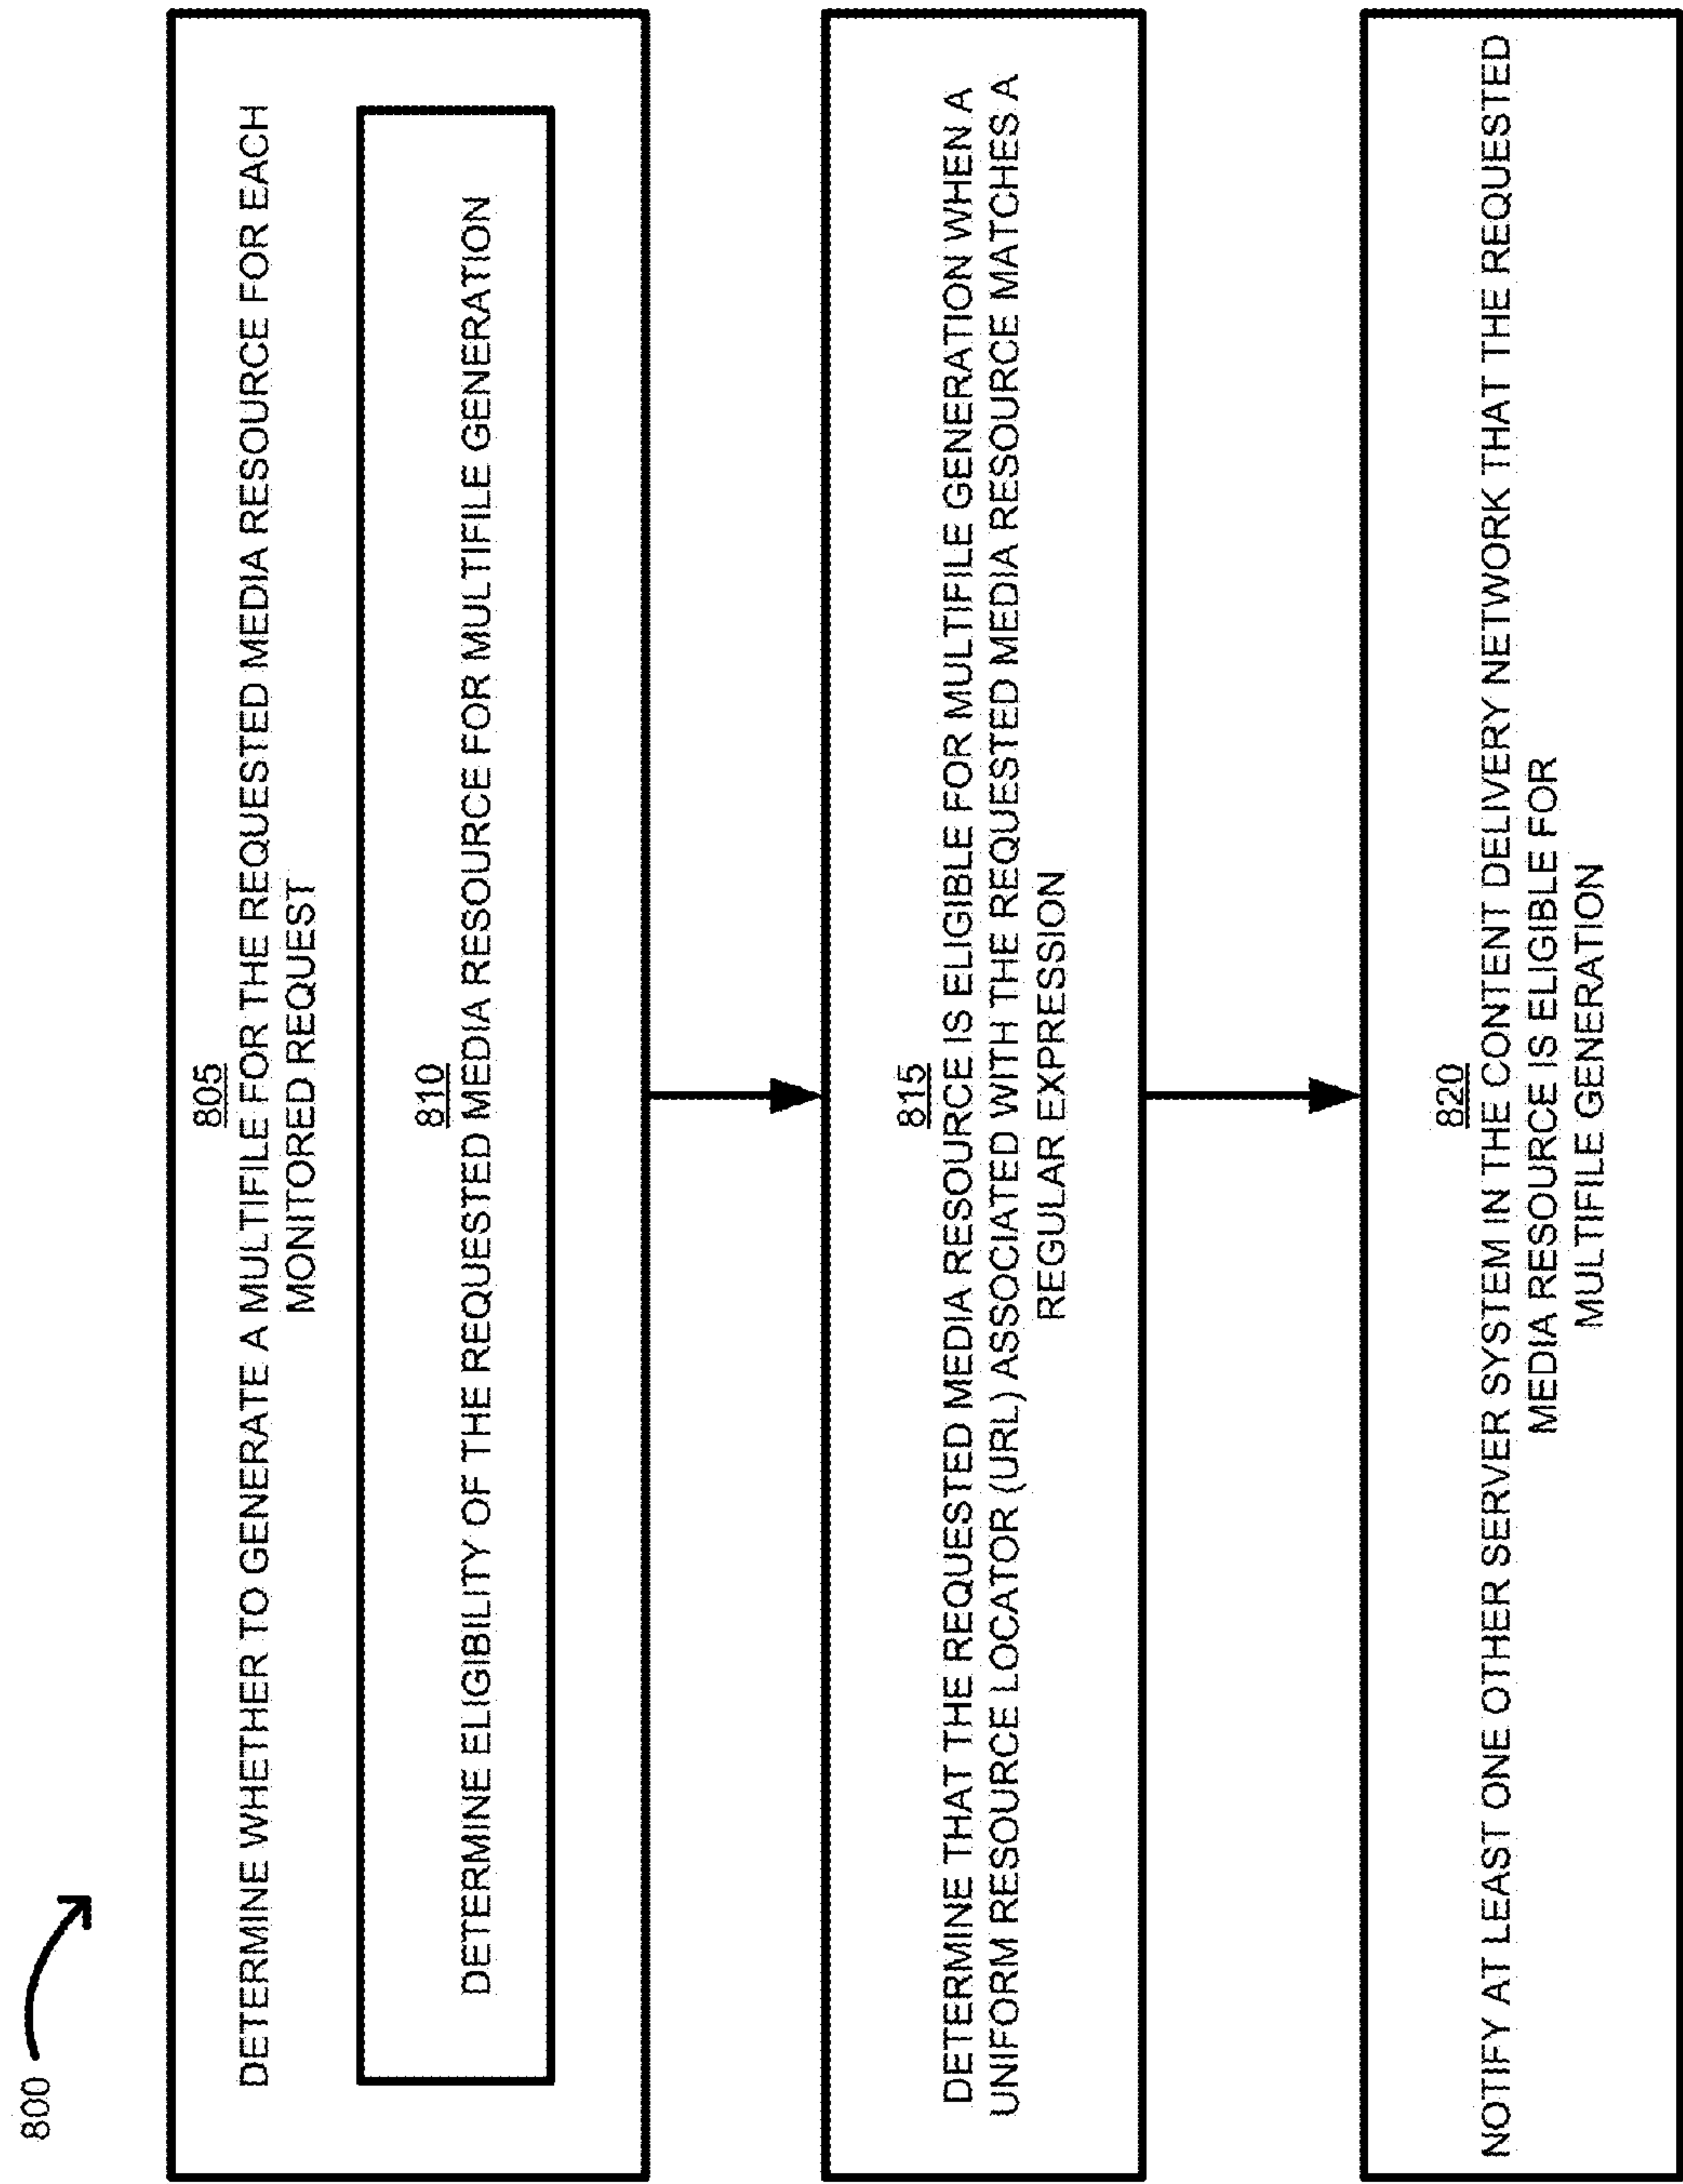 800
805
DETERMINE WHETHER TO GENERATE A MULTIFILE FOR THE REQUESTED MEDIA RESOURCE FOR EACH
MONITORED REQUEST
810
DETERMINE ELIGIBILITY OF THE REQUESTED MEDIA RESOURCE FOR MULTIFILE GENERATION
815
DETERMINE THAT THE REQUESTED MEDIA RESOURCE IS ELIGIBLE FOR MULTIFILE GENERATION WHEN A
UNIFORM RESOURCE LOCATOR (URL) ASSOCIATED WITH THE REQUESTED MEDIA RESOURCE MATCHES A
REGULAR EXPRESSION
820
NOTIFY AT LEAST ONE OTHER SERVER SYSTEM IN THE CONTENT DELIVERY NETWORK THAT THE REQUESTED
MEDIA RESOURCE IS ELIGIBLE FOR
MULTIFILE GENERATION